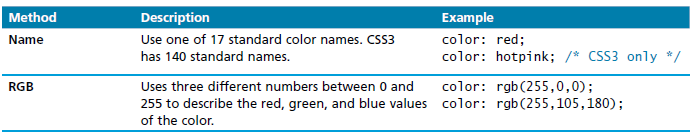 Method Description Example
Name Use one of 17 standard color names. CSS3 color: red;
has 140 standard names. color: hotpink; /* CSS3 only */
RGB Uses three different numbers between 0 and color: rgb(255,0,0);
255 to describe the red, green, and blue values color: rgb(255,105,180);
of the color.